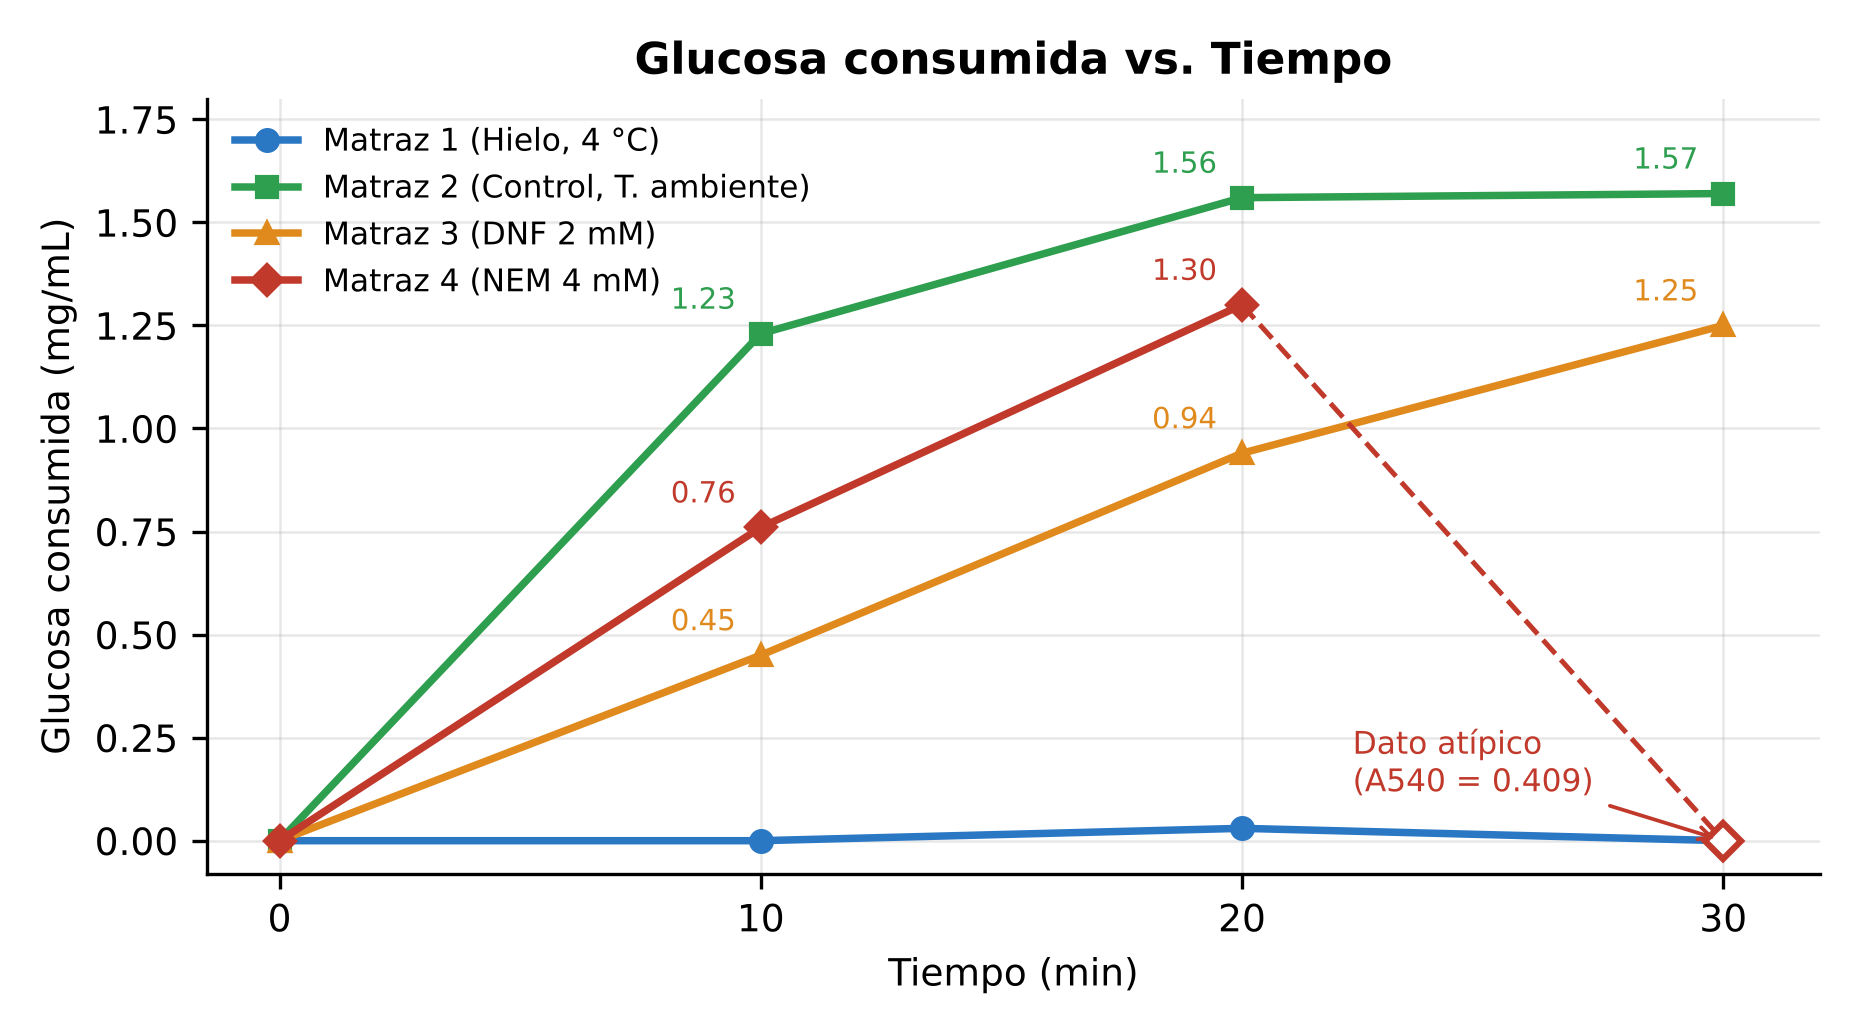 Glucosa consumida vs. Tiempo
Glucosa consumida (mg/mL)
1.75
1.50
1.25
1.00
0.75
0.50
0.25
0.00
Matraz 1 (Hielo, 4 °C)
Matraz 2 (Control, T. ambiente)
Matraz 3 (DNF 2 mM)
Matraz 4 (NEM 4 mM)
1.23
1.56
1.57
0.76
1.30
0.45
0.94
1.25
Dato atípico
(A540 = 0.409)
0
10
20
30
Tiempo (min)